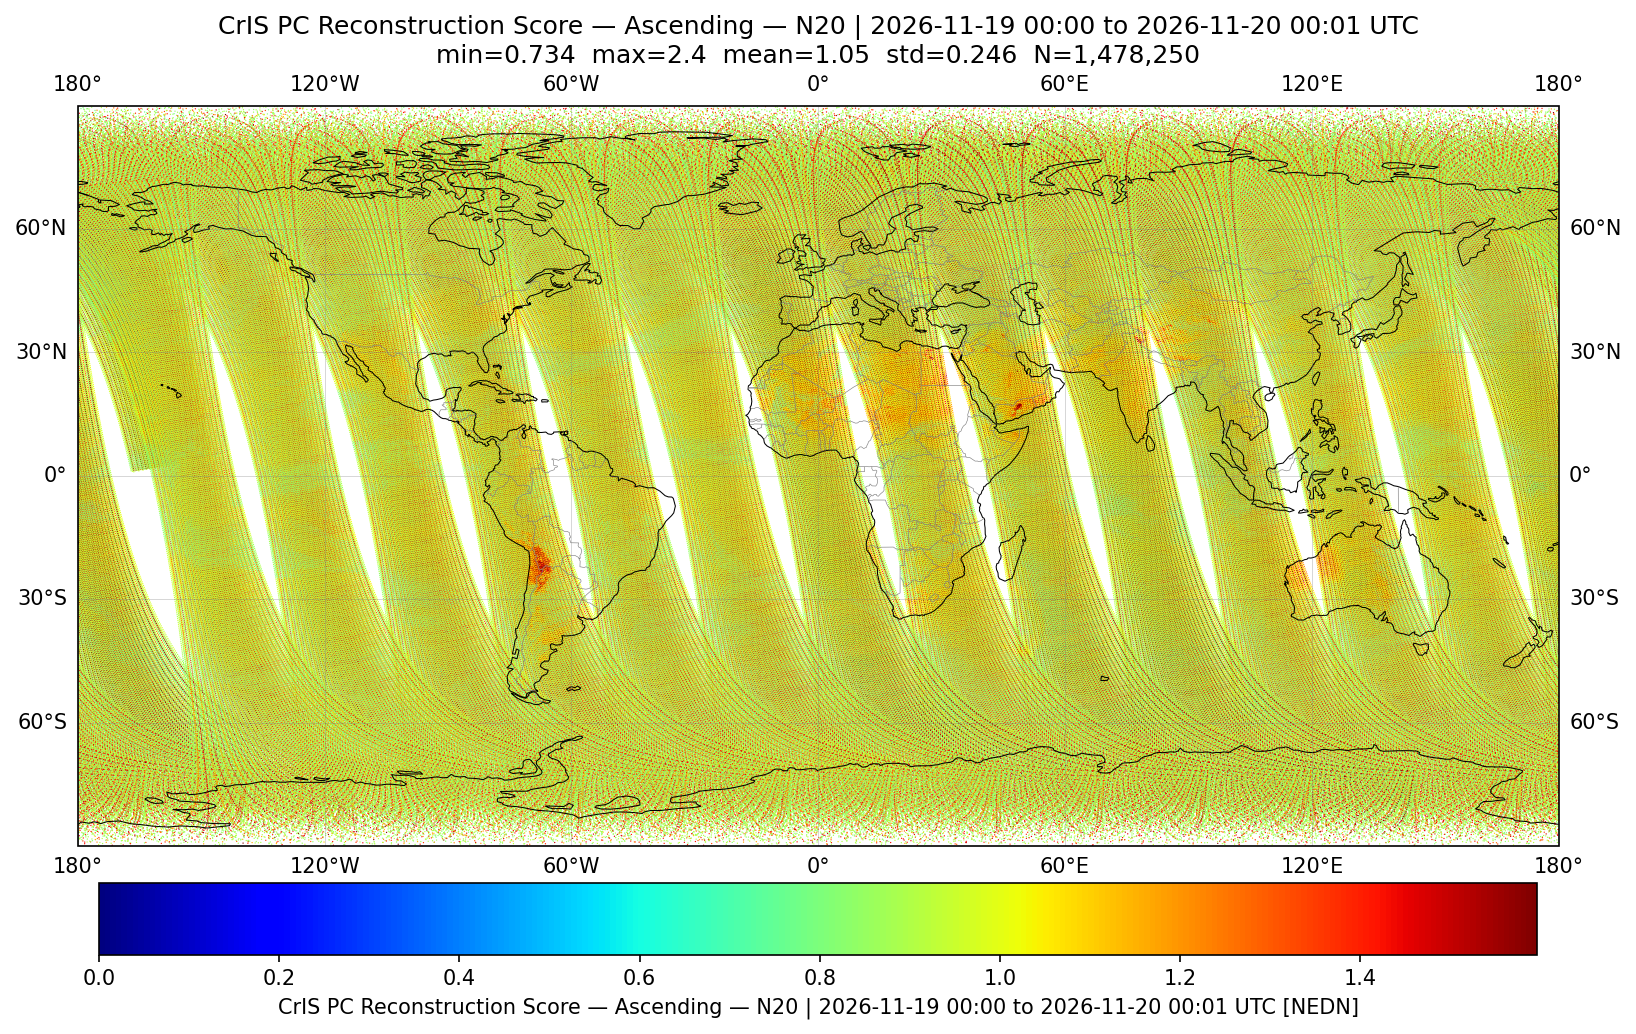 CrIS PC Reconstruction Score — Ascending — N20 | 2026-11-19 00:00 to 2026-11-20 00:01 UTC
min=0.734 max=2.4 mean=1.05 std=0.246 N=1,478,250
180° 120°W 60°W 0° 60°E 120°E 180°
60°N 60°N
30°N 30°N
0° 0°
30°S 30°S
60°S 60°S
180° 120°W 60°W 0° 60°E 120°E 180°
0.0 0.2 0.4 0.6 0.8 1.0 1.2 1.4
CrIS PC Reconstruction Score — Ascending — N20 | 2026-11-19 00:00 to 2026-11-20 00:01 UTC [NEDN]